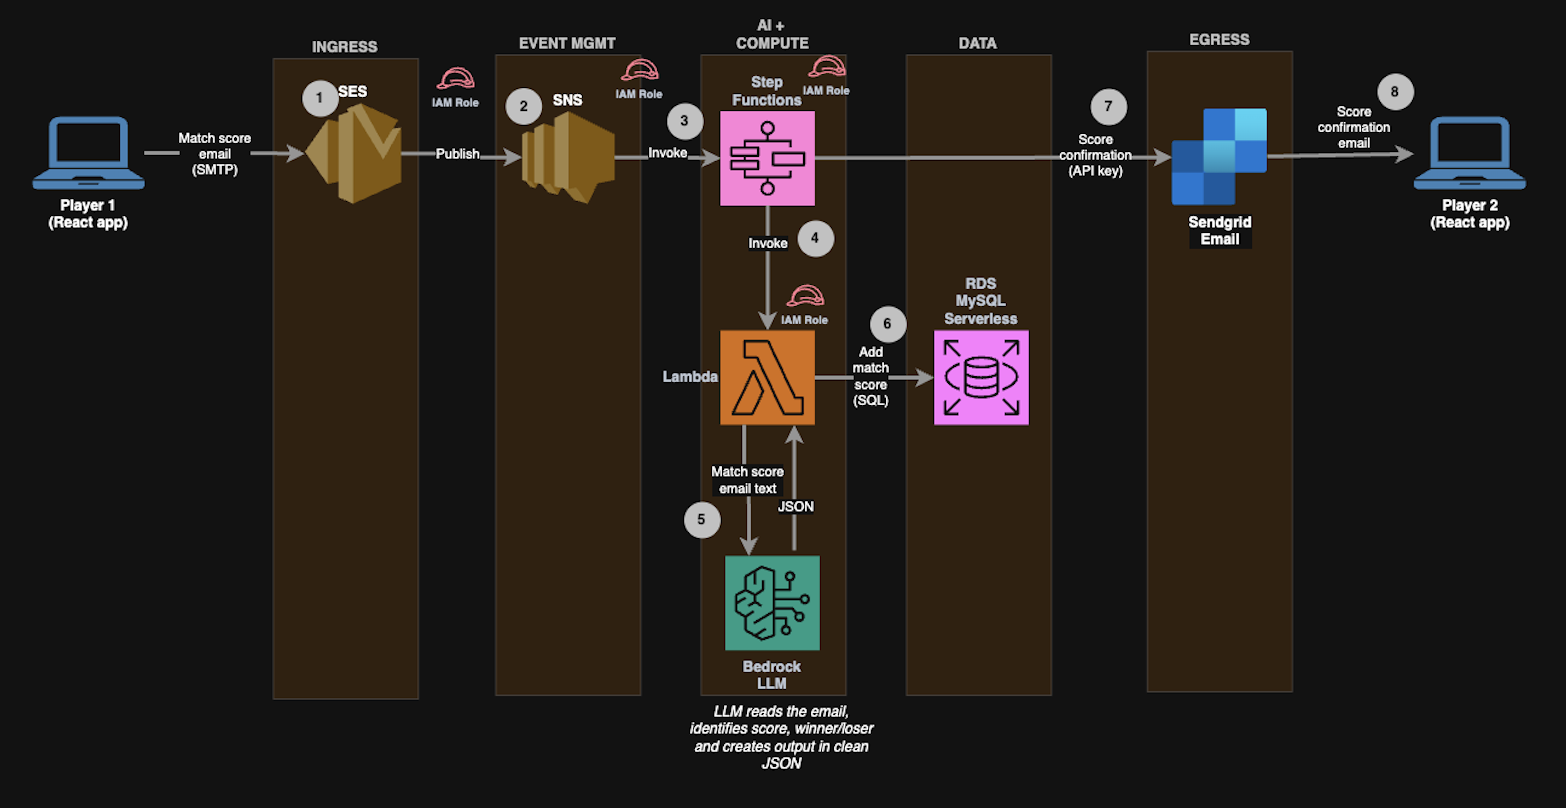 INGRESS
EVENT MGMT
AI +
COMPUTE
DATA
EGRESS
1
SES
IAM Role
2
SNS
IAM Role
3
Step
Functions
IAM Role
7
8
Match score
email
(SMTP)
Publish
Invoke
Score
confirmation
(API key)
Score
confirmation
email
Player 1
(React app)
Sendgrid
Email
Player 2
(React app)
Invoke
4
IAM Role
6
RDS
MySQL
Serverless
Lambda
Add
match
score
(SQL)
Match score
email text
JSON
5
Bedrock
LLM
LLM reads the email,
identifies score, winner/loser
and creates output in clean
JSON